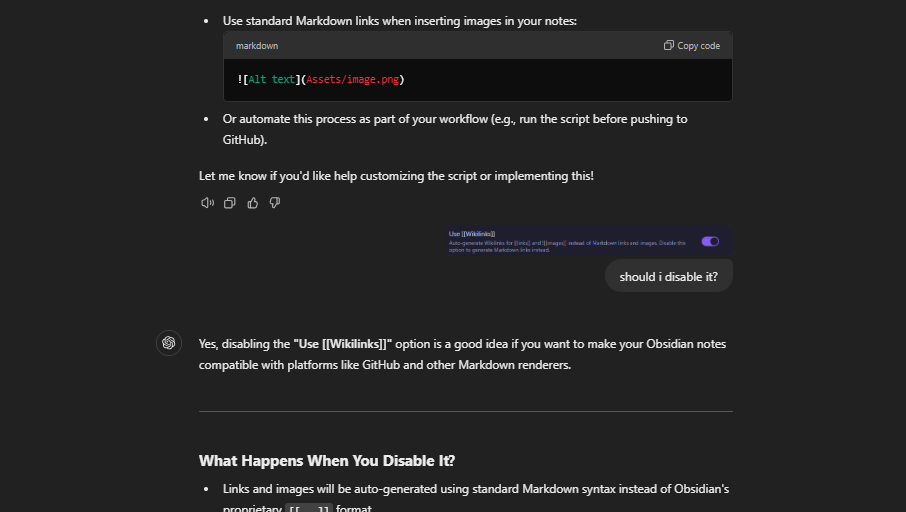 Use standard Markdown links when inserting images in your notes:
markdown
Copy code
![Alt text](Assets/image.png)
Or automate this process as part of your workflow (e.g., run the script before pushing to
GitHub).
Let me know if you'd like help customizing the script or implementing this!
Use [[Wikilinks]]
Auto-generate Wikilinks for [[links]] and ![[images]] instead of Markdown links and images. Disable this
option to generate Markdown links instead.
should i disable it?
Yes, disabling the "Use [[Wikilinks]]" option is a good idea if you want to make your Obsidian notes
compatible with platforms like GitHub and other Markdown renderers.
What Happens When You Disable It?
Links and images will be auto-generated using standard Markdown syntax instead of Obsidian's
proprietary [[...]] format.